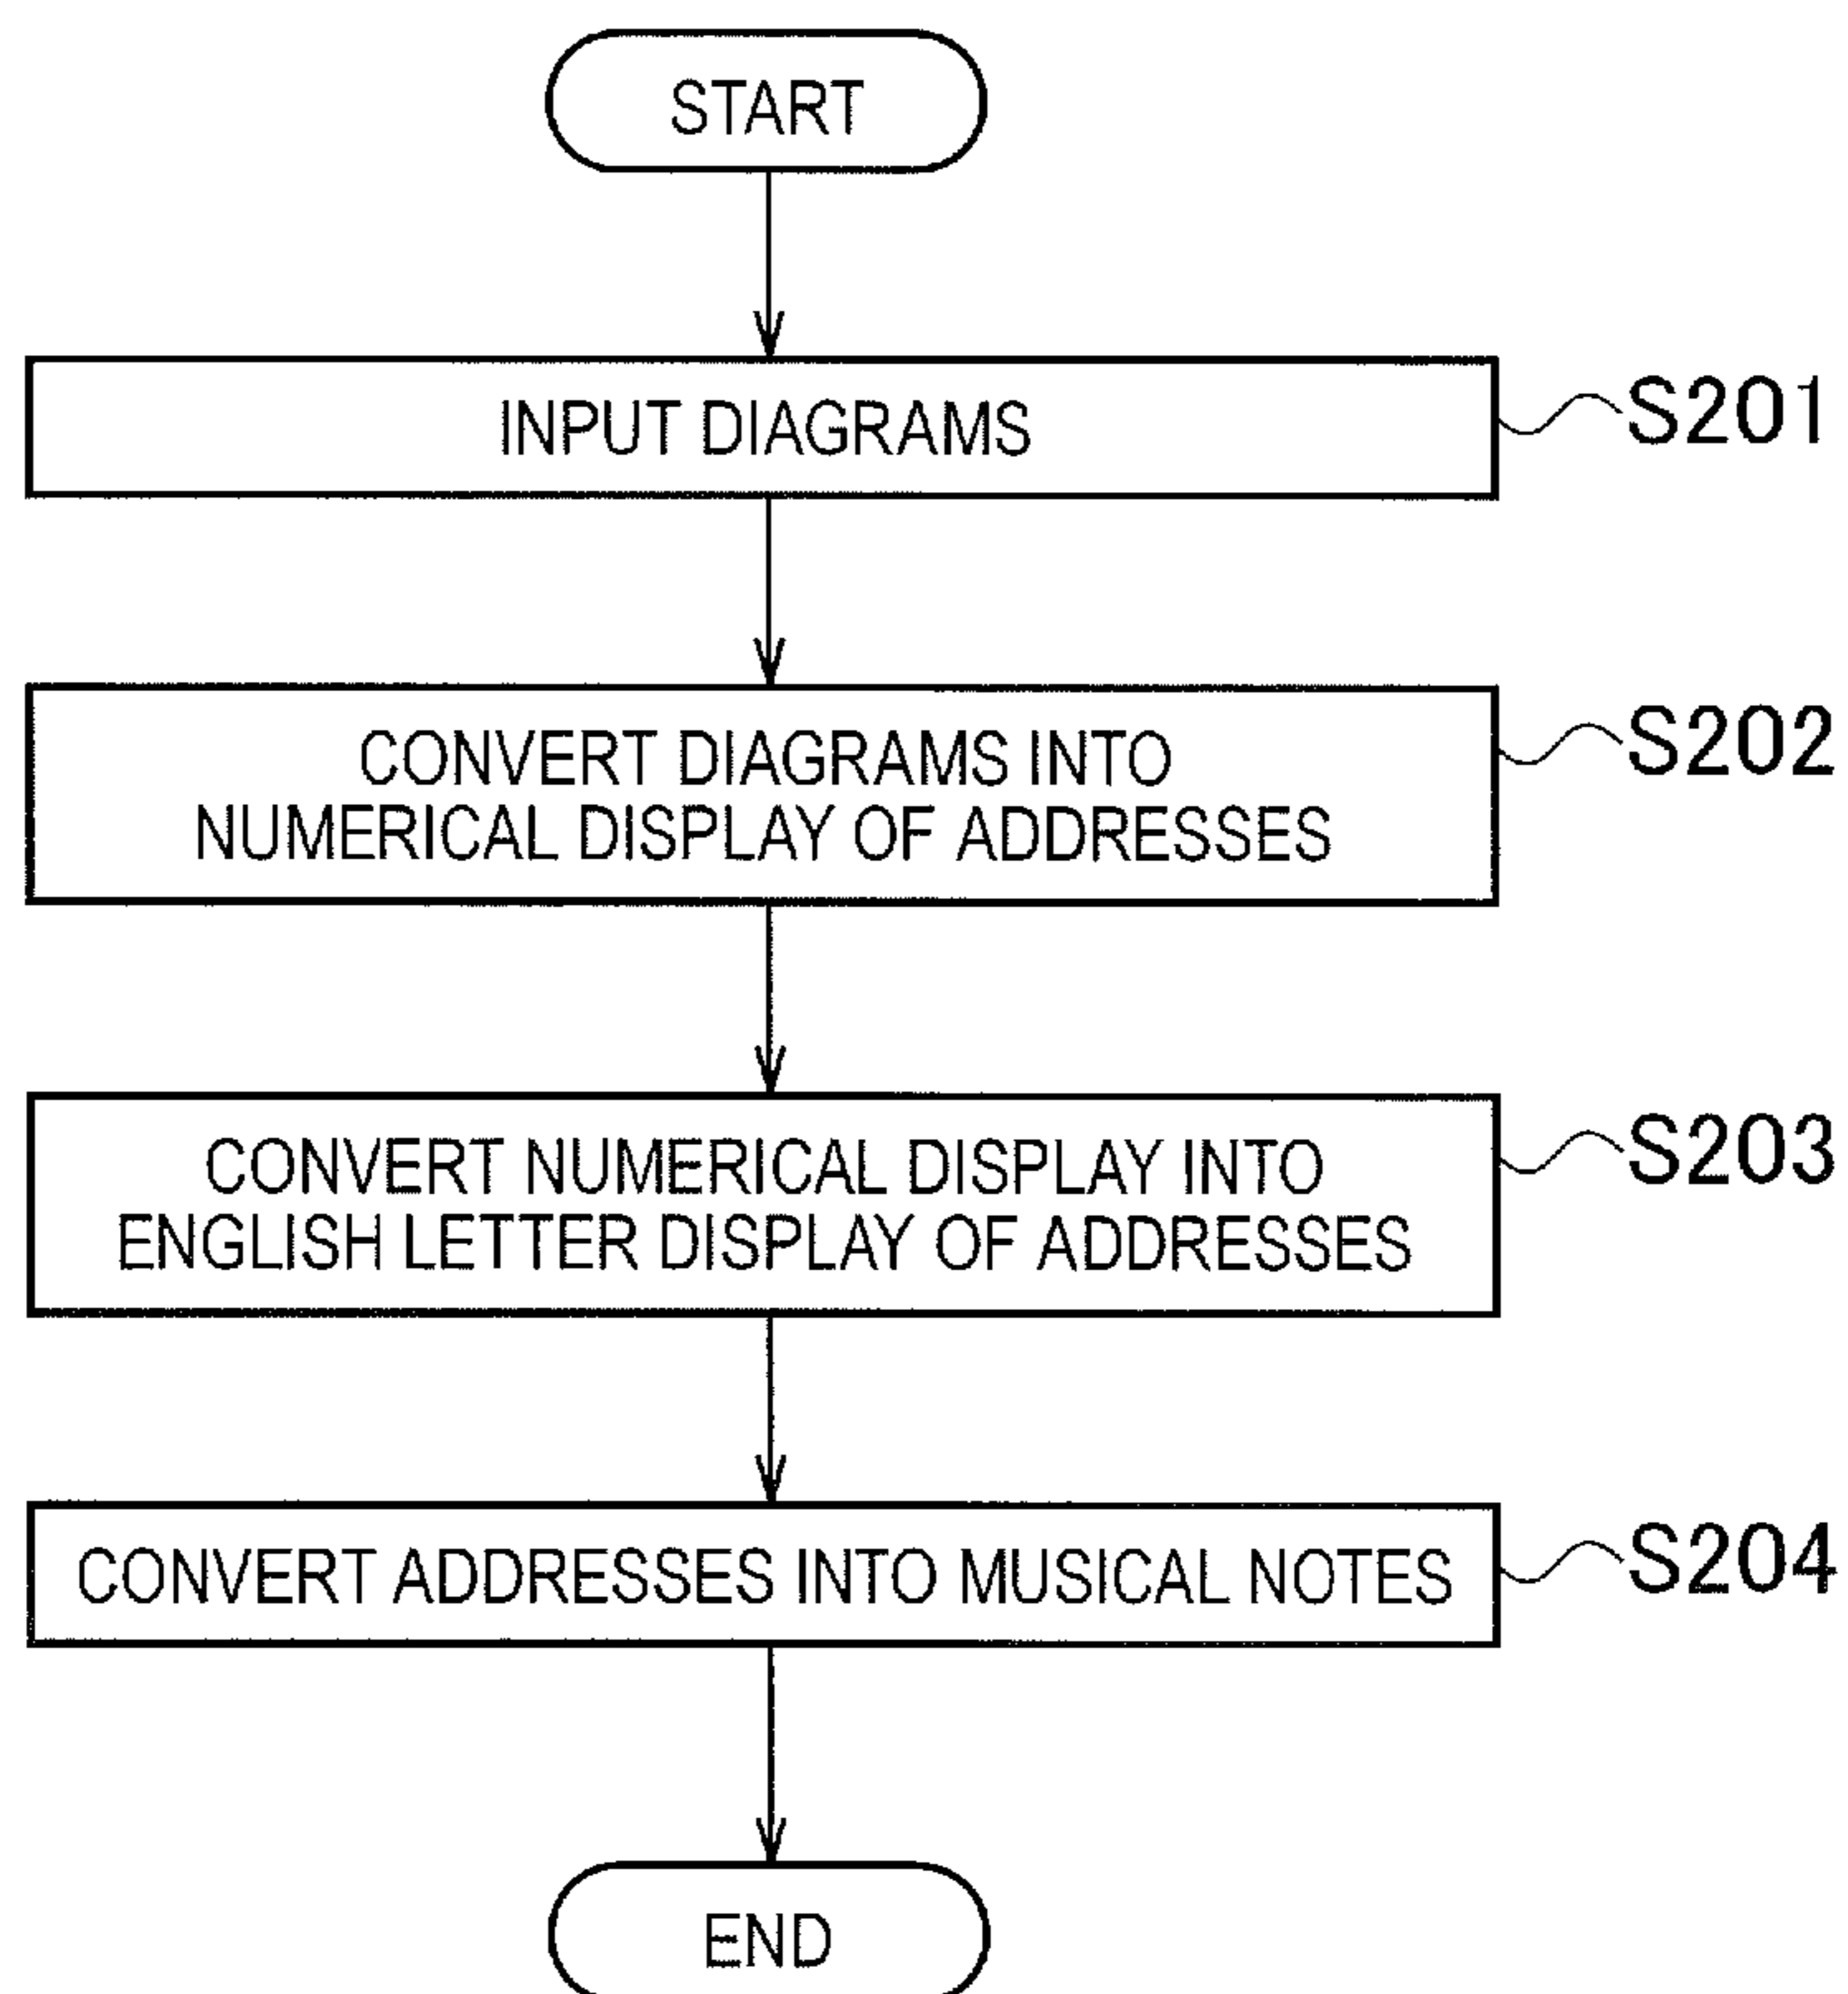 START
INPUT DIAGRAMS
S201
CONVERT DIAGRAMS INTO
NUMERICAL DISPLAY OF ADDRESSES
S202
CONVERT NUMERICAL DISPLAY INTO
ENGLISH LETTER DISPLAY OF ADDRESSES
S203
CONVERT ADDRESSES INTO MUSICAL NOTES
S204
END